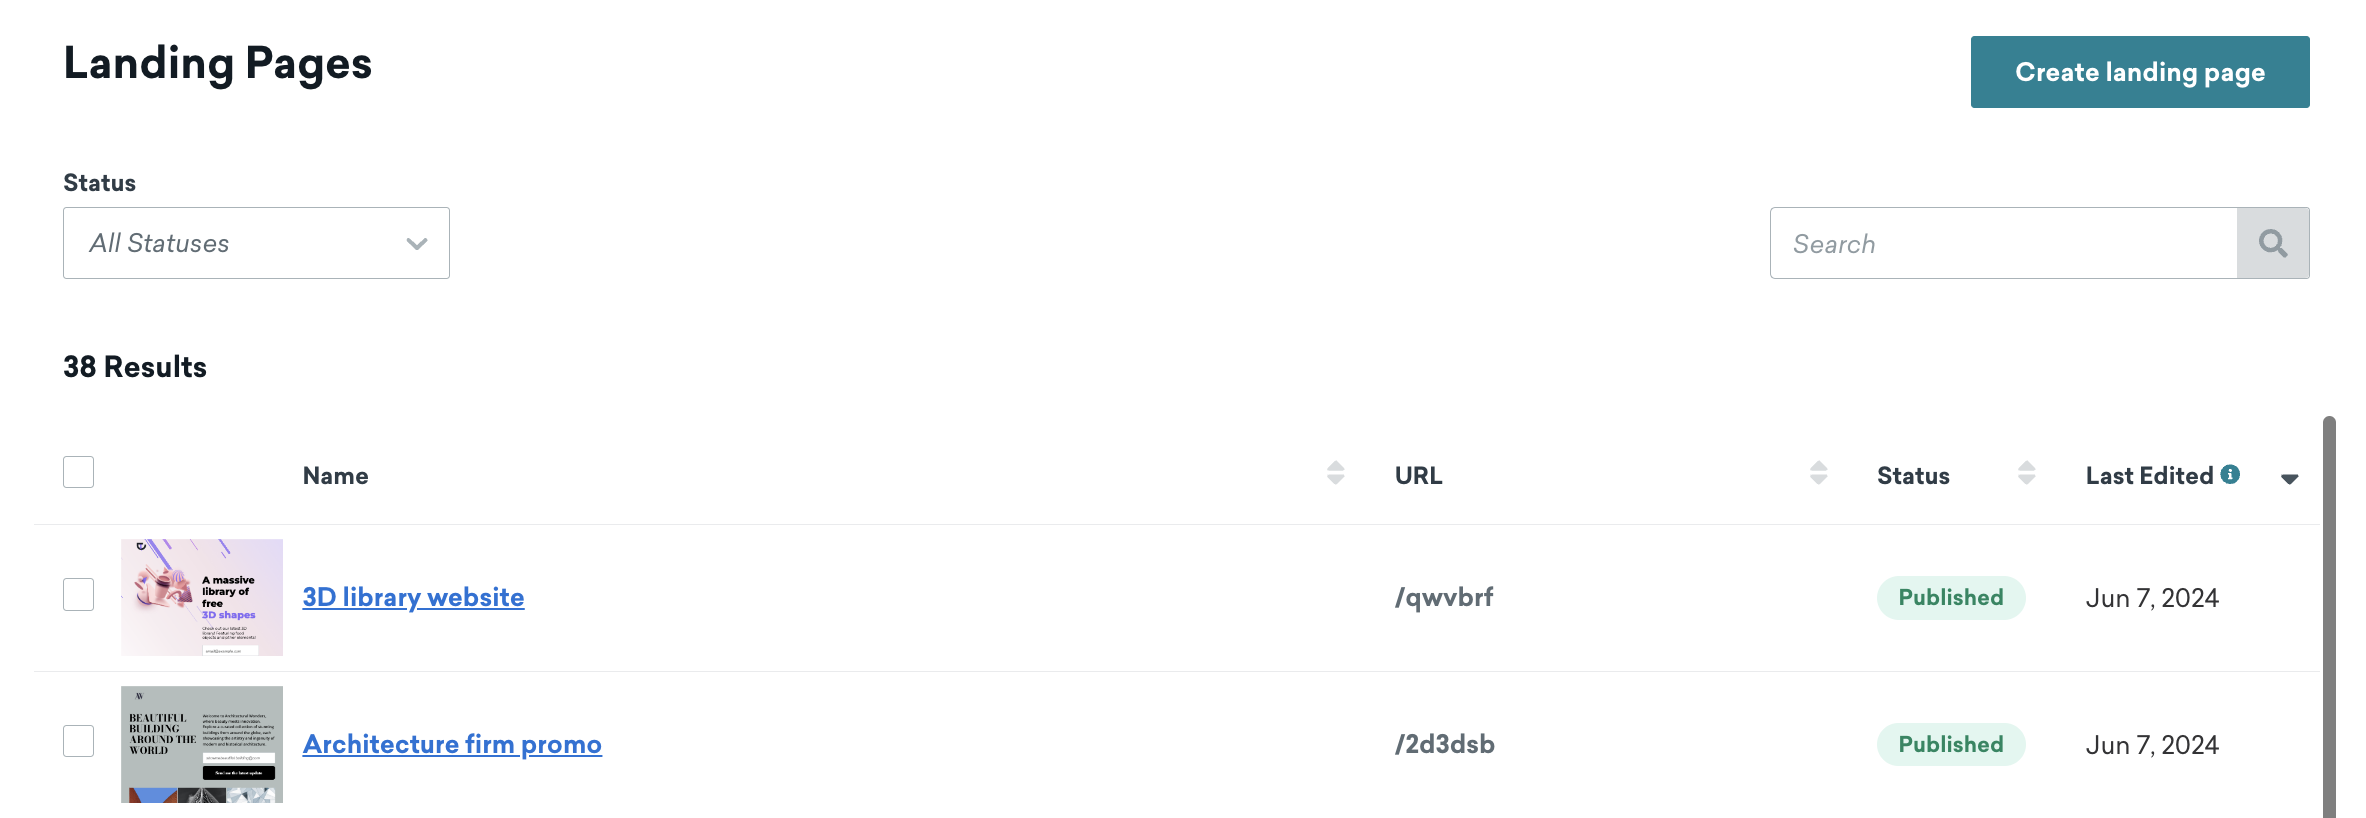 Landing Pages
Create landing page
Status
All Statuses
Search
38 Results
Name
URL
Status
Last Edited
A massive
library of
free
3D shapes
3D library website
/qwvbrf
Published
Jun 7, 2024
BEAUTIFUL
BUILDING
AROUND THE
WORLD
Architecture firm promo
/2d3dsb
Published
Jun 7, 2024